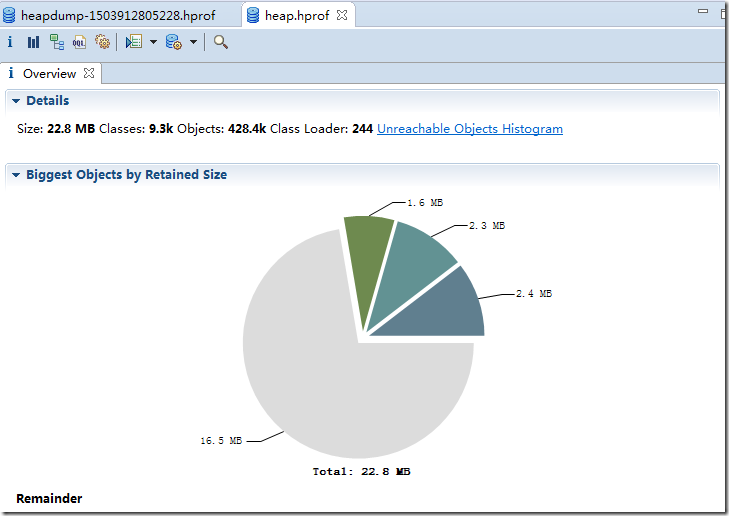 heapdump-1503912805228.hprof heap.hprof
i OQL
i Overview
Details
Size: 22.8 MB Classes: 9.3k Objects: 428.4k Class Loader: 244 Unreachable Objects Histogram
Biggest Objects by Retained Size
1.6 MB
2.3 MB
2.4 MB
16.5 MB
Total: 22.8 MB
Remainder